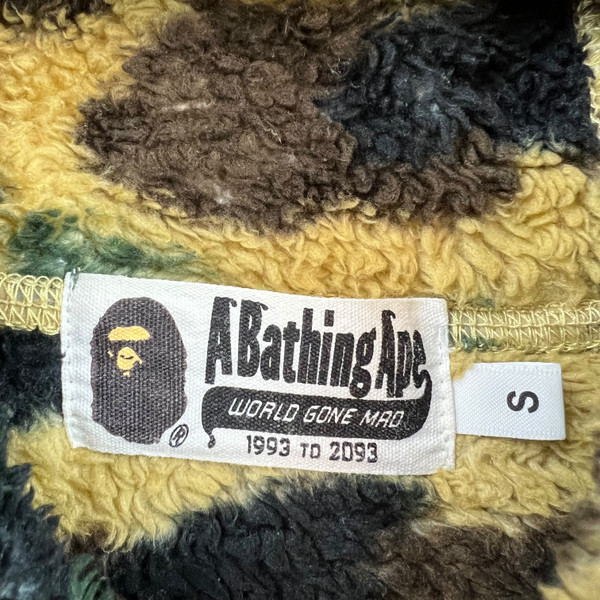 A Bathing Ape
WORLD GONE MAD
1993 TO 2093
®
S